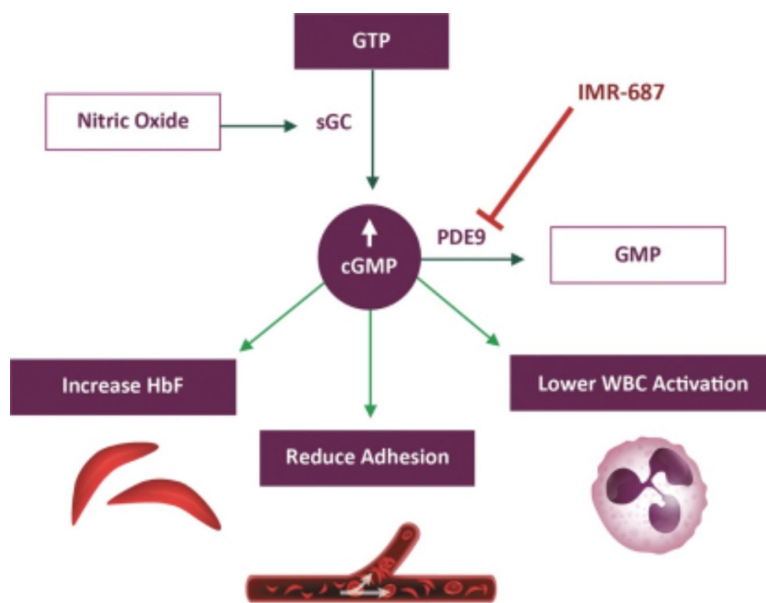 GTP
IMR-687
Nitric Oxide
sGC
PDE9
cGMP
GMP
Increase HbF
Lower WBC Activation
Reduce Adhesion